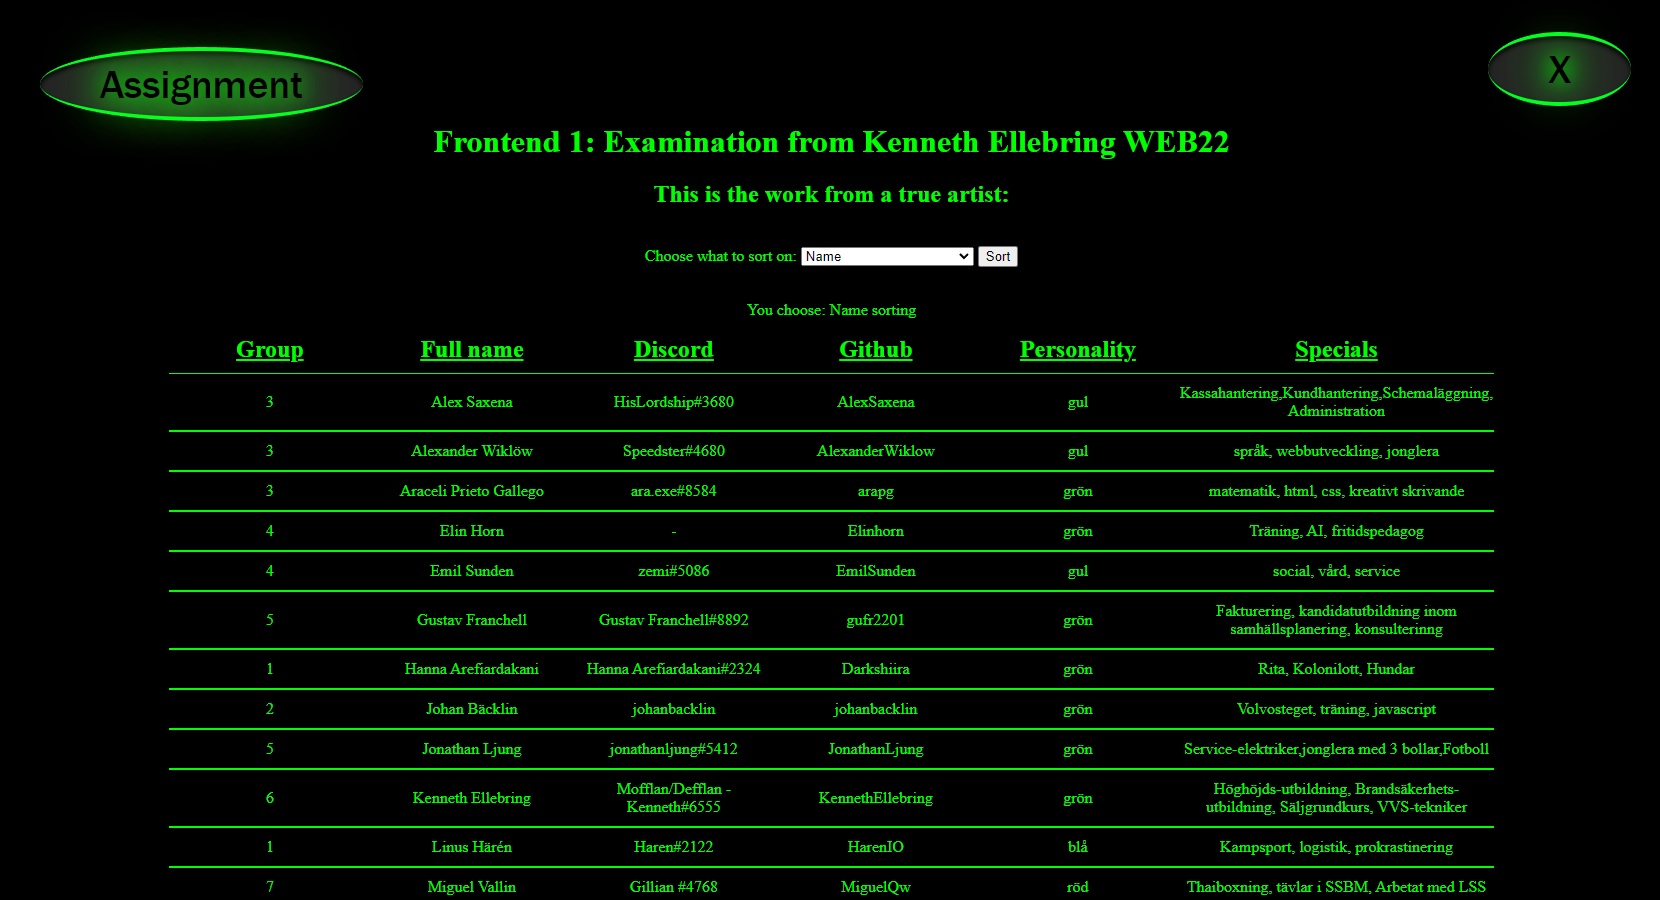 Assignment
X
Frontend 1: Examination from Kenneth Ellebring WEB22
This is the work from a true artist:
Choose what to sort on: Name Sort
You choose: Name sorting
Group Full name Discord Github Personality Specials
3 Alex Saxena HisLordship#3680 AlexSaxena gul Kassahantering,Kundhantering,Schemaläggning,
Administration
3 Alexander Wiklöw Speedster#4680 AlexanderWiklow gul språk, webbutveckling, jonglera
3 Araceli Prieto Gallego ara.exe#8584 arapg grön matematik, html, css, kreativt skrivande
4 Elin Horn - Elinhorn grön Träning, AI, fritidspedagog
4 Emil Sunden zemi#5086 EmilSunden gul social, vård, service
5 Gustav Franchell Gustav Franchell#8892 gufr2201 grön Fakturering, kandidatutbildning inom
samhällsplanering, konsulterinng
1 Hanna Arefiardakani Hanna Arefiardakani#2324 Darkshiira grön Rita, Kolonilott, Hundar
2 Johan Bäcklin johanbacklin johanbacklin grön Volvosteget, träning, javascript
5 Jonathan Ljung jonathanljung#5412 JonathanLjung grön Service-elektriker,jonglera med 3 bollar,Fotboll
6 Kenneth Ellebring Mofflan/Defflan - Kenneth#6555 KennethEllebring grön Höghöjds-utbildning, Brandsäkerhets-
utbildning, Säljgrundkurs, VVS-tekniker
1 Linus Härén Haren#2122 HarenIO blå Kampsport, logistik, prokrastinering
7 Miguel Vallin Gillian #4768 MiguelQw röd Thaiboxning, tävlar i SSBM, Arbetat med LSS